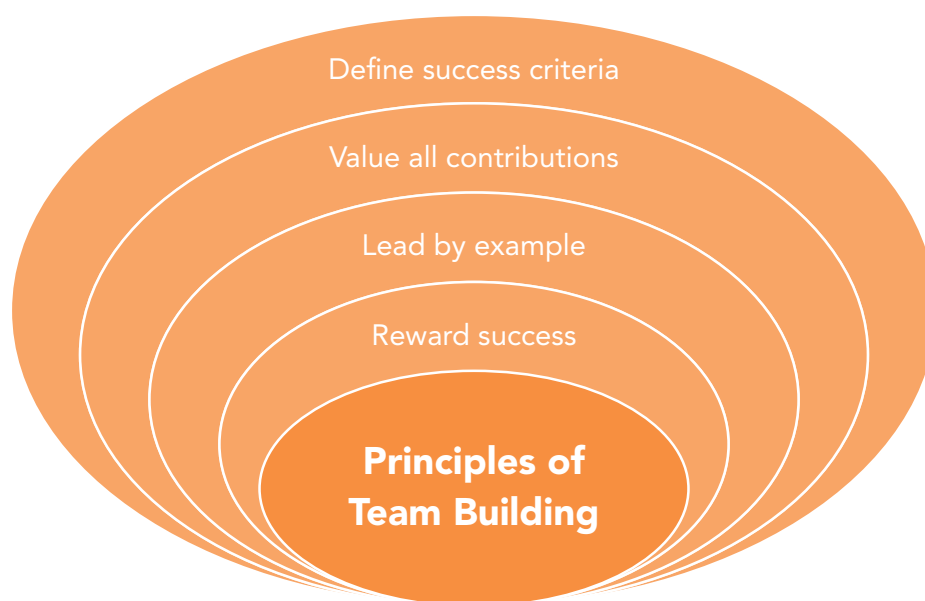 Define success criteria
Value all contributions
Lead by example
Reward success
Principles of
Team Building